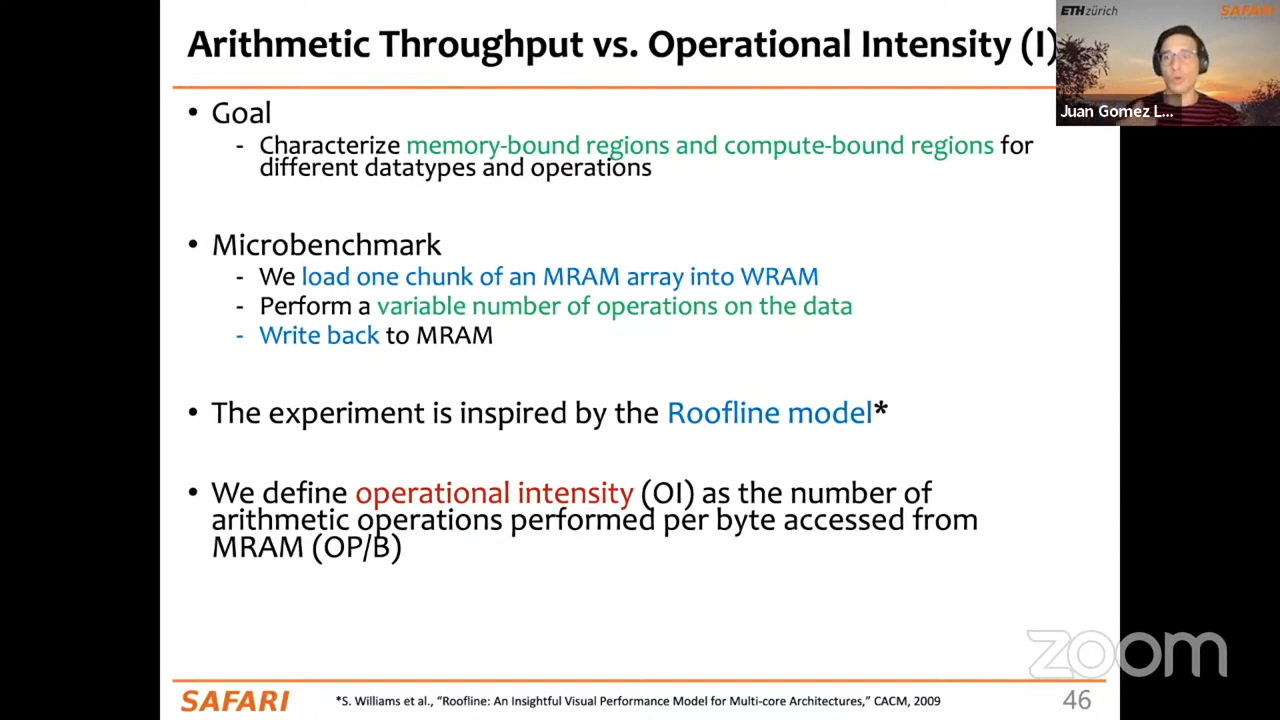 Arithmetic Throughput vs. Operational Intensity (I)
ETH zürich
SAFARI
Juan Gomez L...
• Goal
- Characterize memory-bound regions and compute-bound regions for
different datatypes and operations
• Microbenchmark
- We load one chunk of an MRAM array into WRAM
- Perform a variable number of operations on the data
- Write back to MRAM
• The experiment is inspired by the Roofline model*
• We define operational intensity (OI) as the number of
arithmetic operations performed per byte accessed from
MRAM (OP/B)
zoom
SAFARI
*S. Williams et al., “Roofline: An Insightful Visual Performance Model for Multi-core Architectures,” CACM, 2009
46